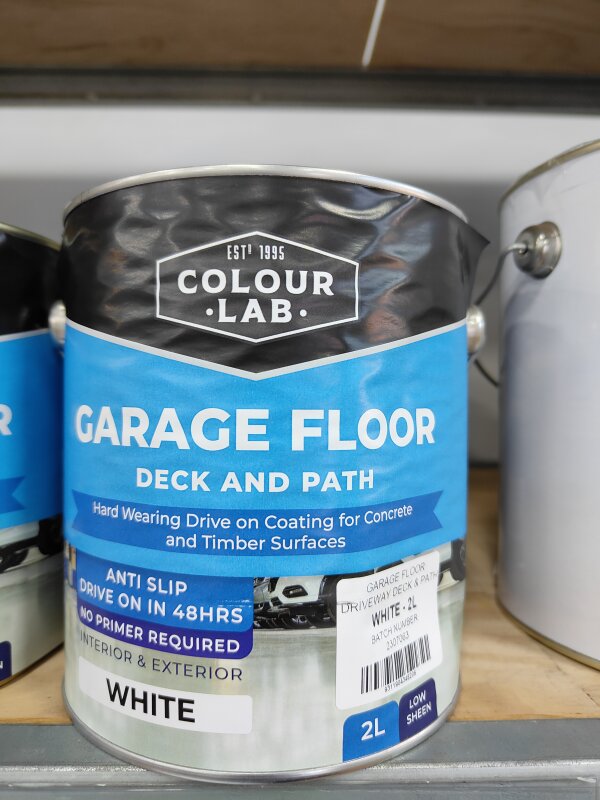 ESTD 1995
COLOUR
·LAB·
GARAGE FLOOR
DECK AND PATH
Hard Wearing Drive on Coating for Concrete
and Timber Surfaces
ANTI SLIP
DRIVE ON IN 48HRS
NO PRIMER REQUIRED
INTERIOR & EXTERIOR
WHITE
GARAGE FLOOR
DRIVEWAY DECK & PATH
WHITE - 2L
BATCH NUMBER:
2307063
2L
LOW
SHEEN
R
N